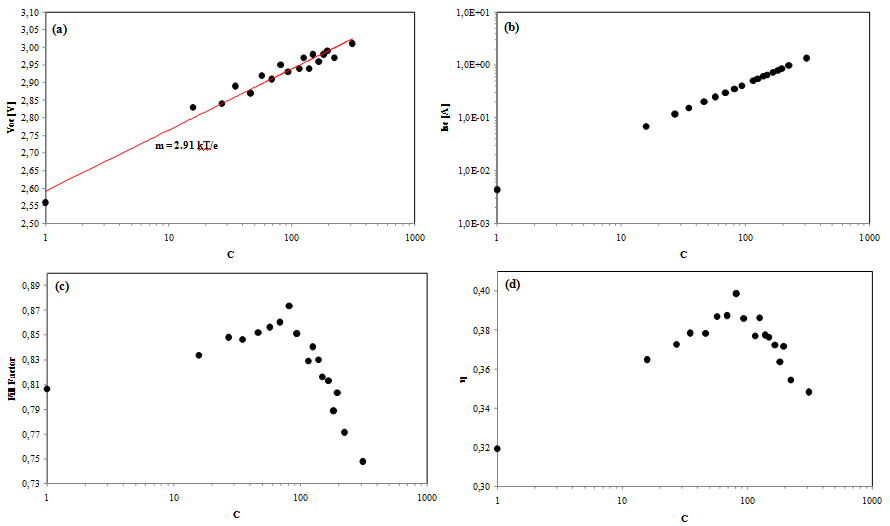 (a)
3,10
3,05
3,00
2,95
2,90
2,85
2,80
2,75
2,70
2,65
2,60
2,55
2,50
Voc [V]
m = 2.91 kT/e
1
10
100
1000
C
(b)
1,0E+01
1,0E+00
1,0E-01
1,0E-02
1,0E-03
Isc [A]
1
10
100
1000
C
(c)
0,89
0,87
0,85
0,83
0,81
0,79
0,77
0,75
0,73
Fill Factor
1
10
100
1000
C
(d)
0,40
0,38
0,36
0,34
0,32
0,30
η
1
10
100
1000
C